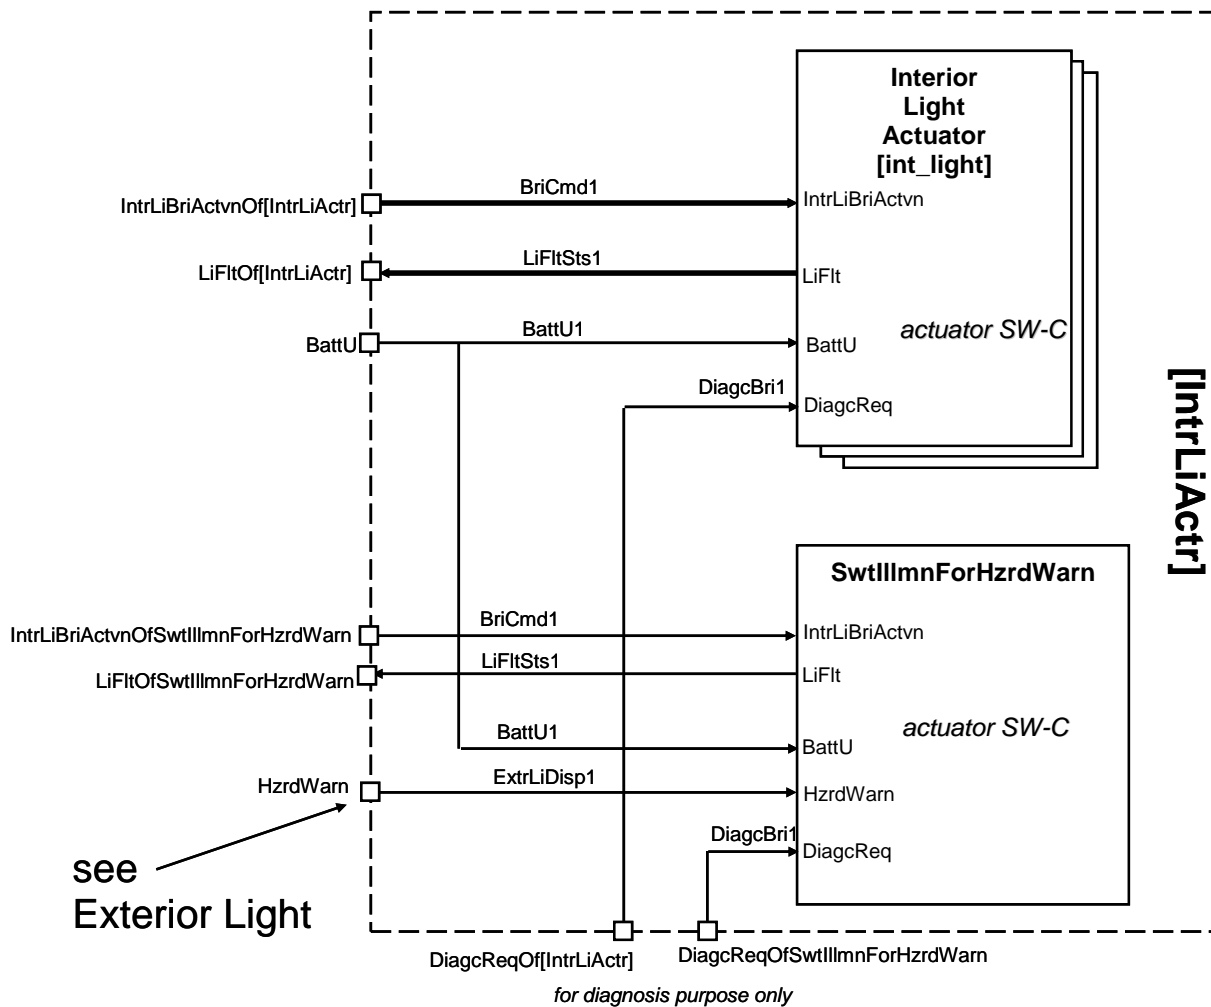 Interior
Light
Actuator
[int_light]
BriCmd1
IntrLiBriActvnOf[IntrLiActr]
IntrLiBriActvn
LiFltSts1
LiFltOf[IntrLiActr]
LiFlt
BattU1
actuator SW-C
BattU
BattU
DiagcBri1
DiagcReq
[IntrLiActr]
SwtIllmnForHzrdWarn
BriCmd1
IntrLiBriActvnOfSwtIllmnForHzrdWarn
IntrLiBriActvn
LiFltSts1
LiFltOfSwtIllmnForHzrdWarn
LiFlt
actuator SW-C
BattU1
BattU
ExtrLiDisp1
HzrdWarn
HzrdWarn
DiagcBri1
DiagcReq
see
Exterior Light
DiagcReqOf[IntrLiActr]
DiagcReqOfSwtIllmnForHzrdWarn
for diagnosis purpose only